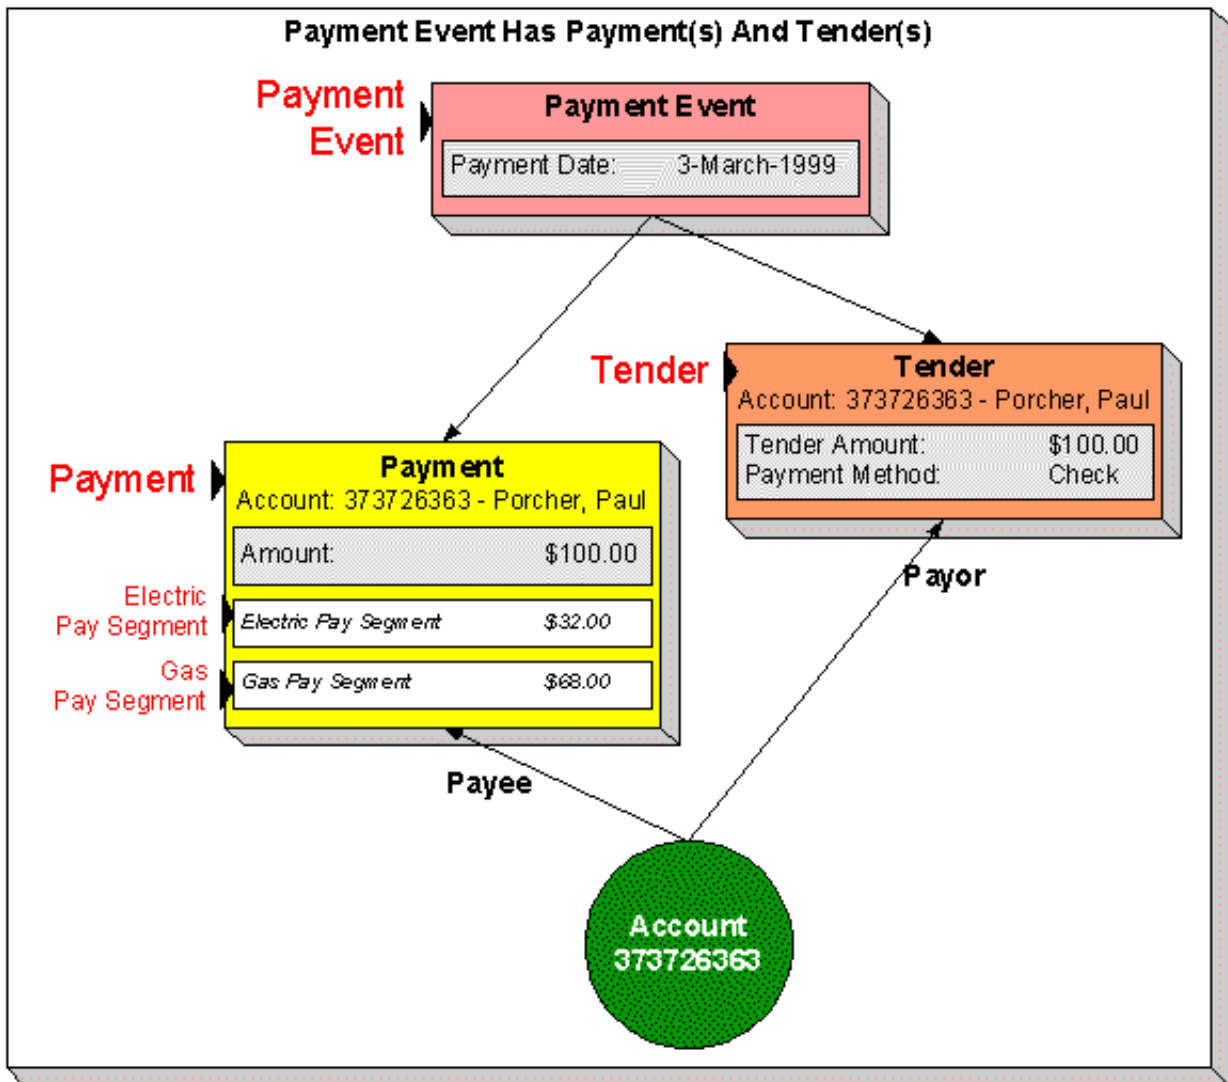 Payment Event Has Payment(s) And Tender(s)
Payment
Event
Payment Event
Payment Date: 3-March-1999
Tender
Tender
Account: 373726363 - Porcher, Paul
Tender Amount: $100.00
Payment Method: Check
Payment
Payment
Account: 373726363 - Porcher, Paul
Amount: $100.00
Electric
Pay Segment
Electric Pay Segment $32.00
Gas
Pay Segment
Gas Pay Segment $68.00
Payor
Payee
Account
373726363